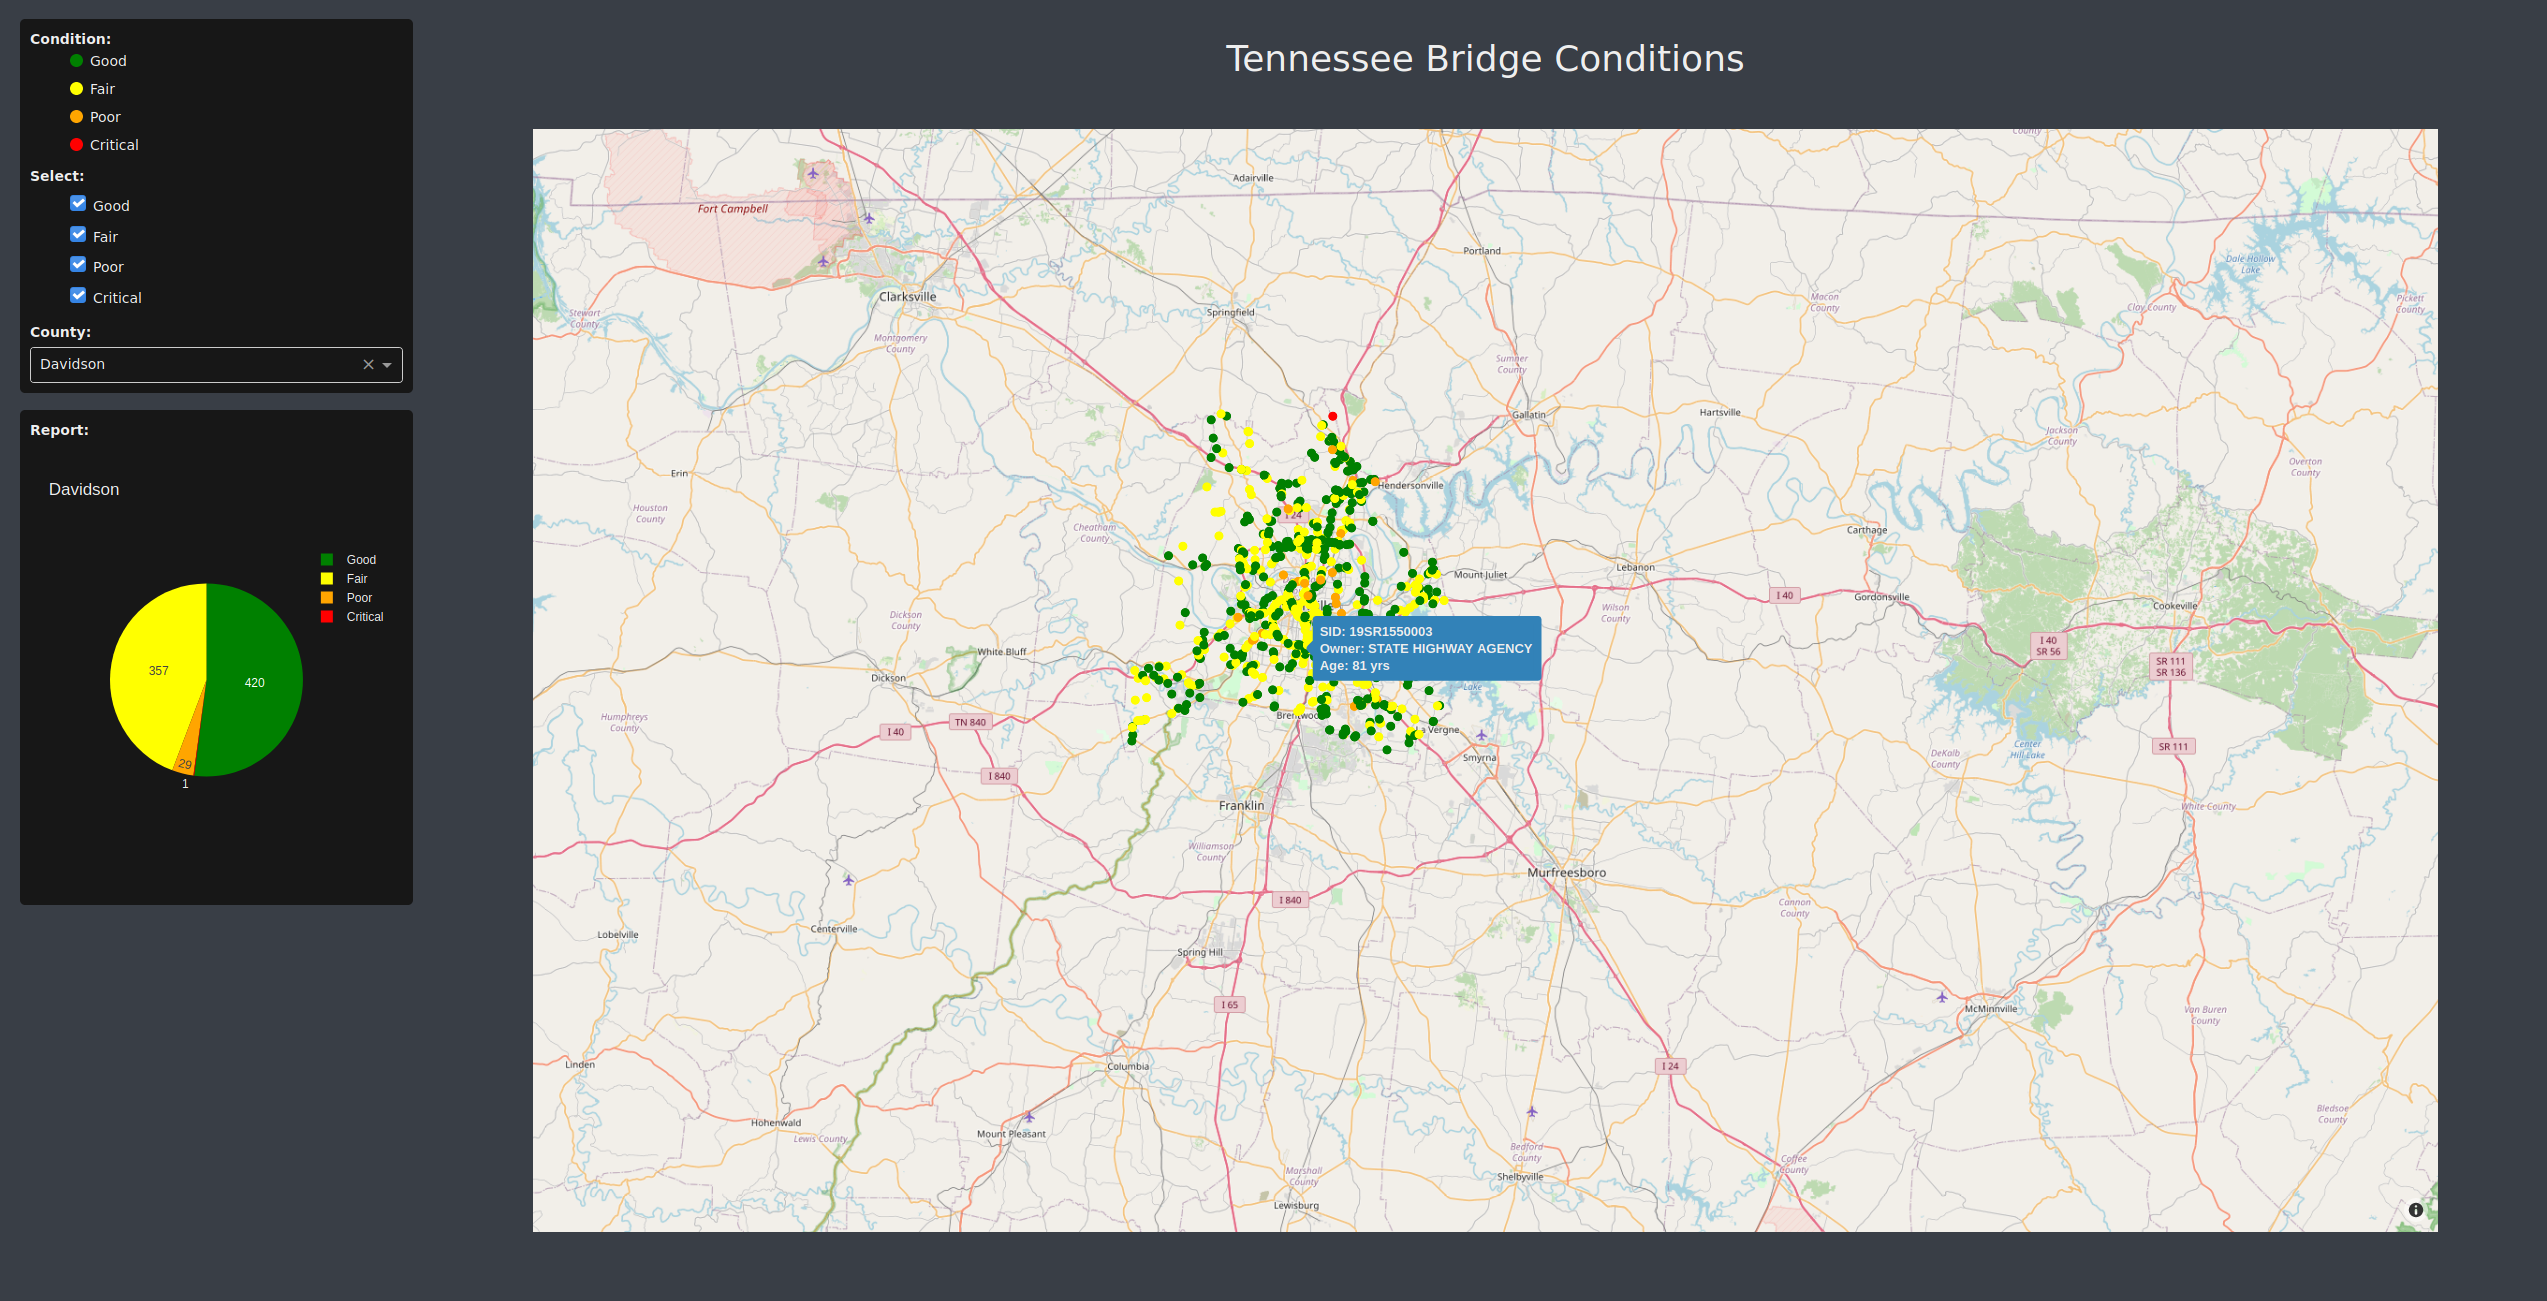 Condition:
Good
Fair
Poor
Critical
Select:
Good
Fair
Poor
Critical
County:
Davidson
Report:
Davidson
Good
Fair
Poor
Critical
357
420
29
1
Tennessee Bridge Conditions
County
Adairville
Fort Campbell
Portland
Dale Hollow
Lake
Clarksville
Stewart
County
Springfield
Macon
County
Clay County
Pickett
County
Montgomery
County
Sumner
County
Gallatin
Hartsville
Jackson
County
Erin
Hendersonville
Overton
County
Houston
County
I 24
Cheatham
County
Carthage
Mount Juliet
Lebanon
I 40
Gordonsville
Cookeville
Dickson
County
Wilson
County
SID: 19SR1550003
Owner: STATE HIGHWAY AGENCY
Age: 81 yrs
I 40
SR 56
White Bluff
SR 111
SR 136
Dickson
Lake
Humphreys
County
TN 840
I 40
Brentwood
Vergne
Smyrna
DeKalb
County
Center
Hill Lake
SR 111
I 840
Franklin
White County
Williamson
County
Murfreesboro
I 840
Cannon
County
Lobelville
Centerville
Spring Hill
I 65
McMinnville
Van Buren
County
Linden
Columbia
I 24
Hohenwald
Lewis County
Mount Pleasant
Bledsoe
County
Bedford
County
Shelbyville
Coffee
County
Marshall
County
Lewisburg